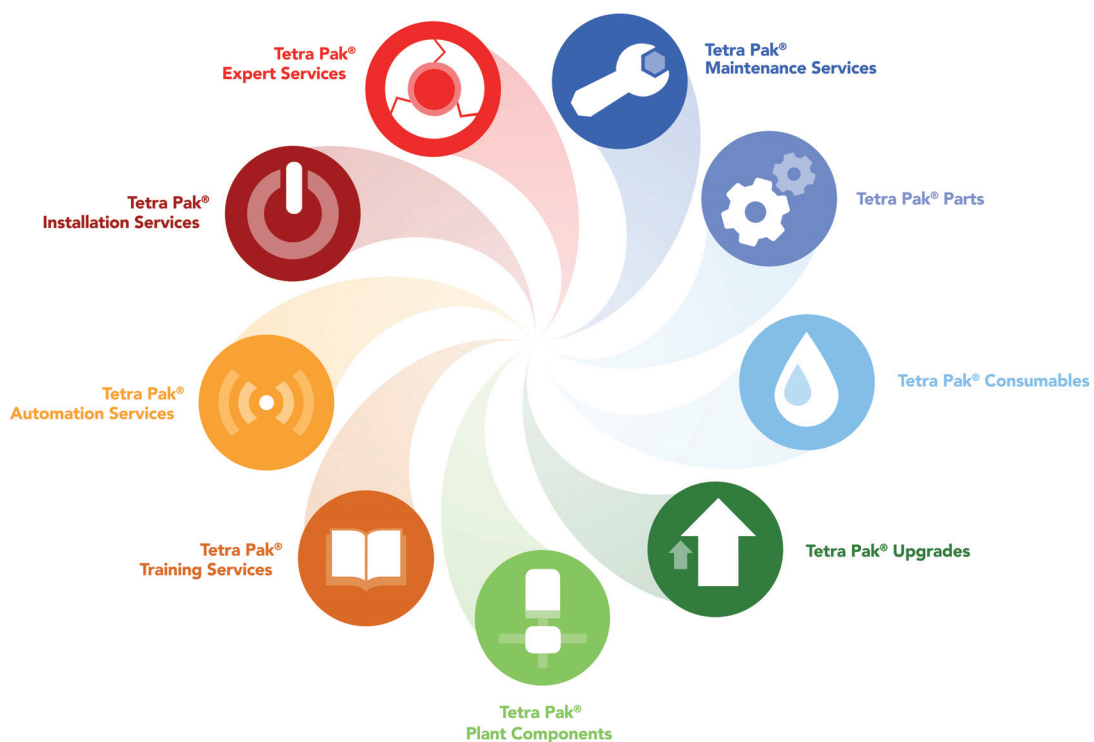 Tetra Pak®
Expert Services
Tetra Pak®
Maintenance Services
Tetra Pak® Parts
Tetra Pak® Consumables
Tetra Pak® Upgrades
Tetra Pak®
Plant Components
Tetra Pak®
Training Services
Tetra Pak®
Automation Services
Tetra Pak®
Installation Services